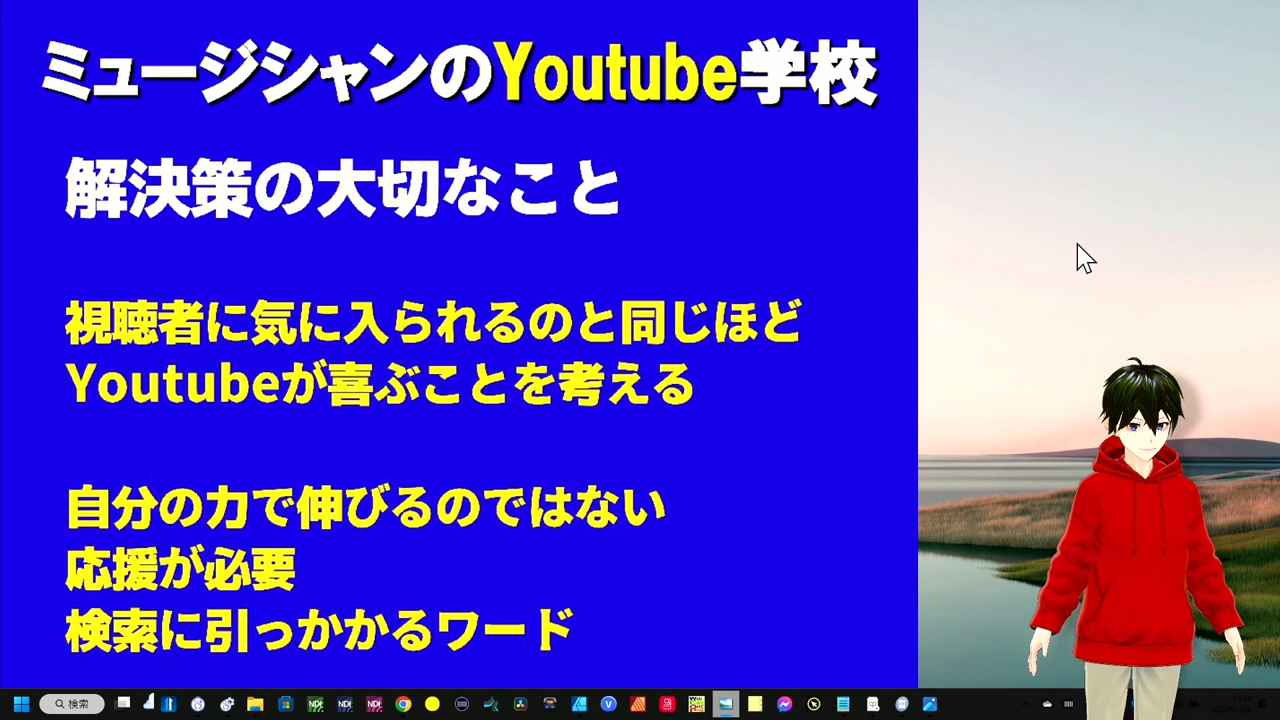 ミュージシャンのYoutube学校
解決策の大切なこと
視聴者に気に入られるのと同じほど
Youtubeが喜ぶことを考える
自分の力で伸びるのではない
応援が必要
検索に引っかかるワード
検索